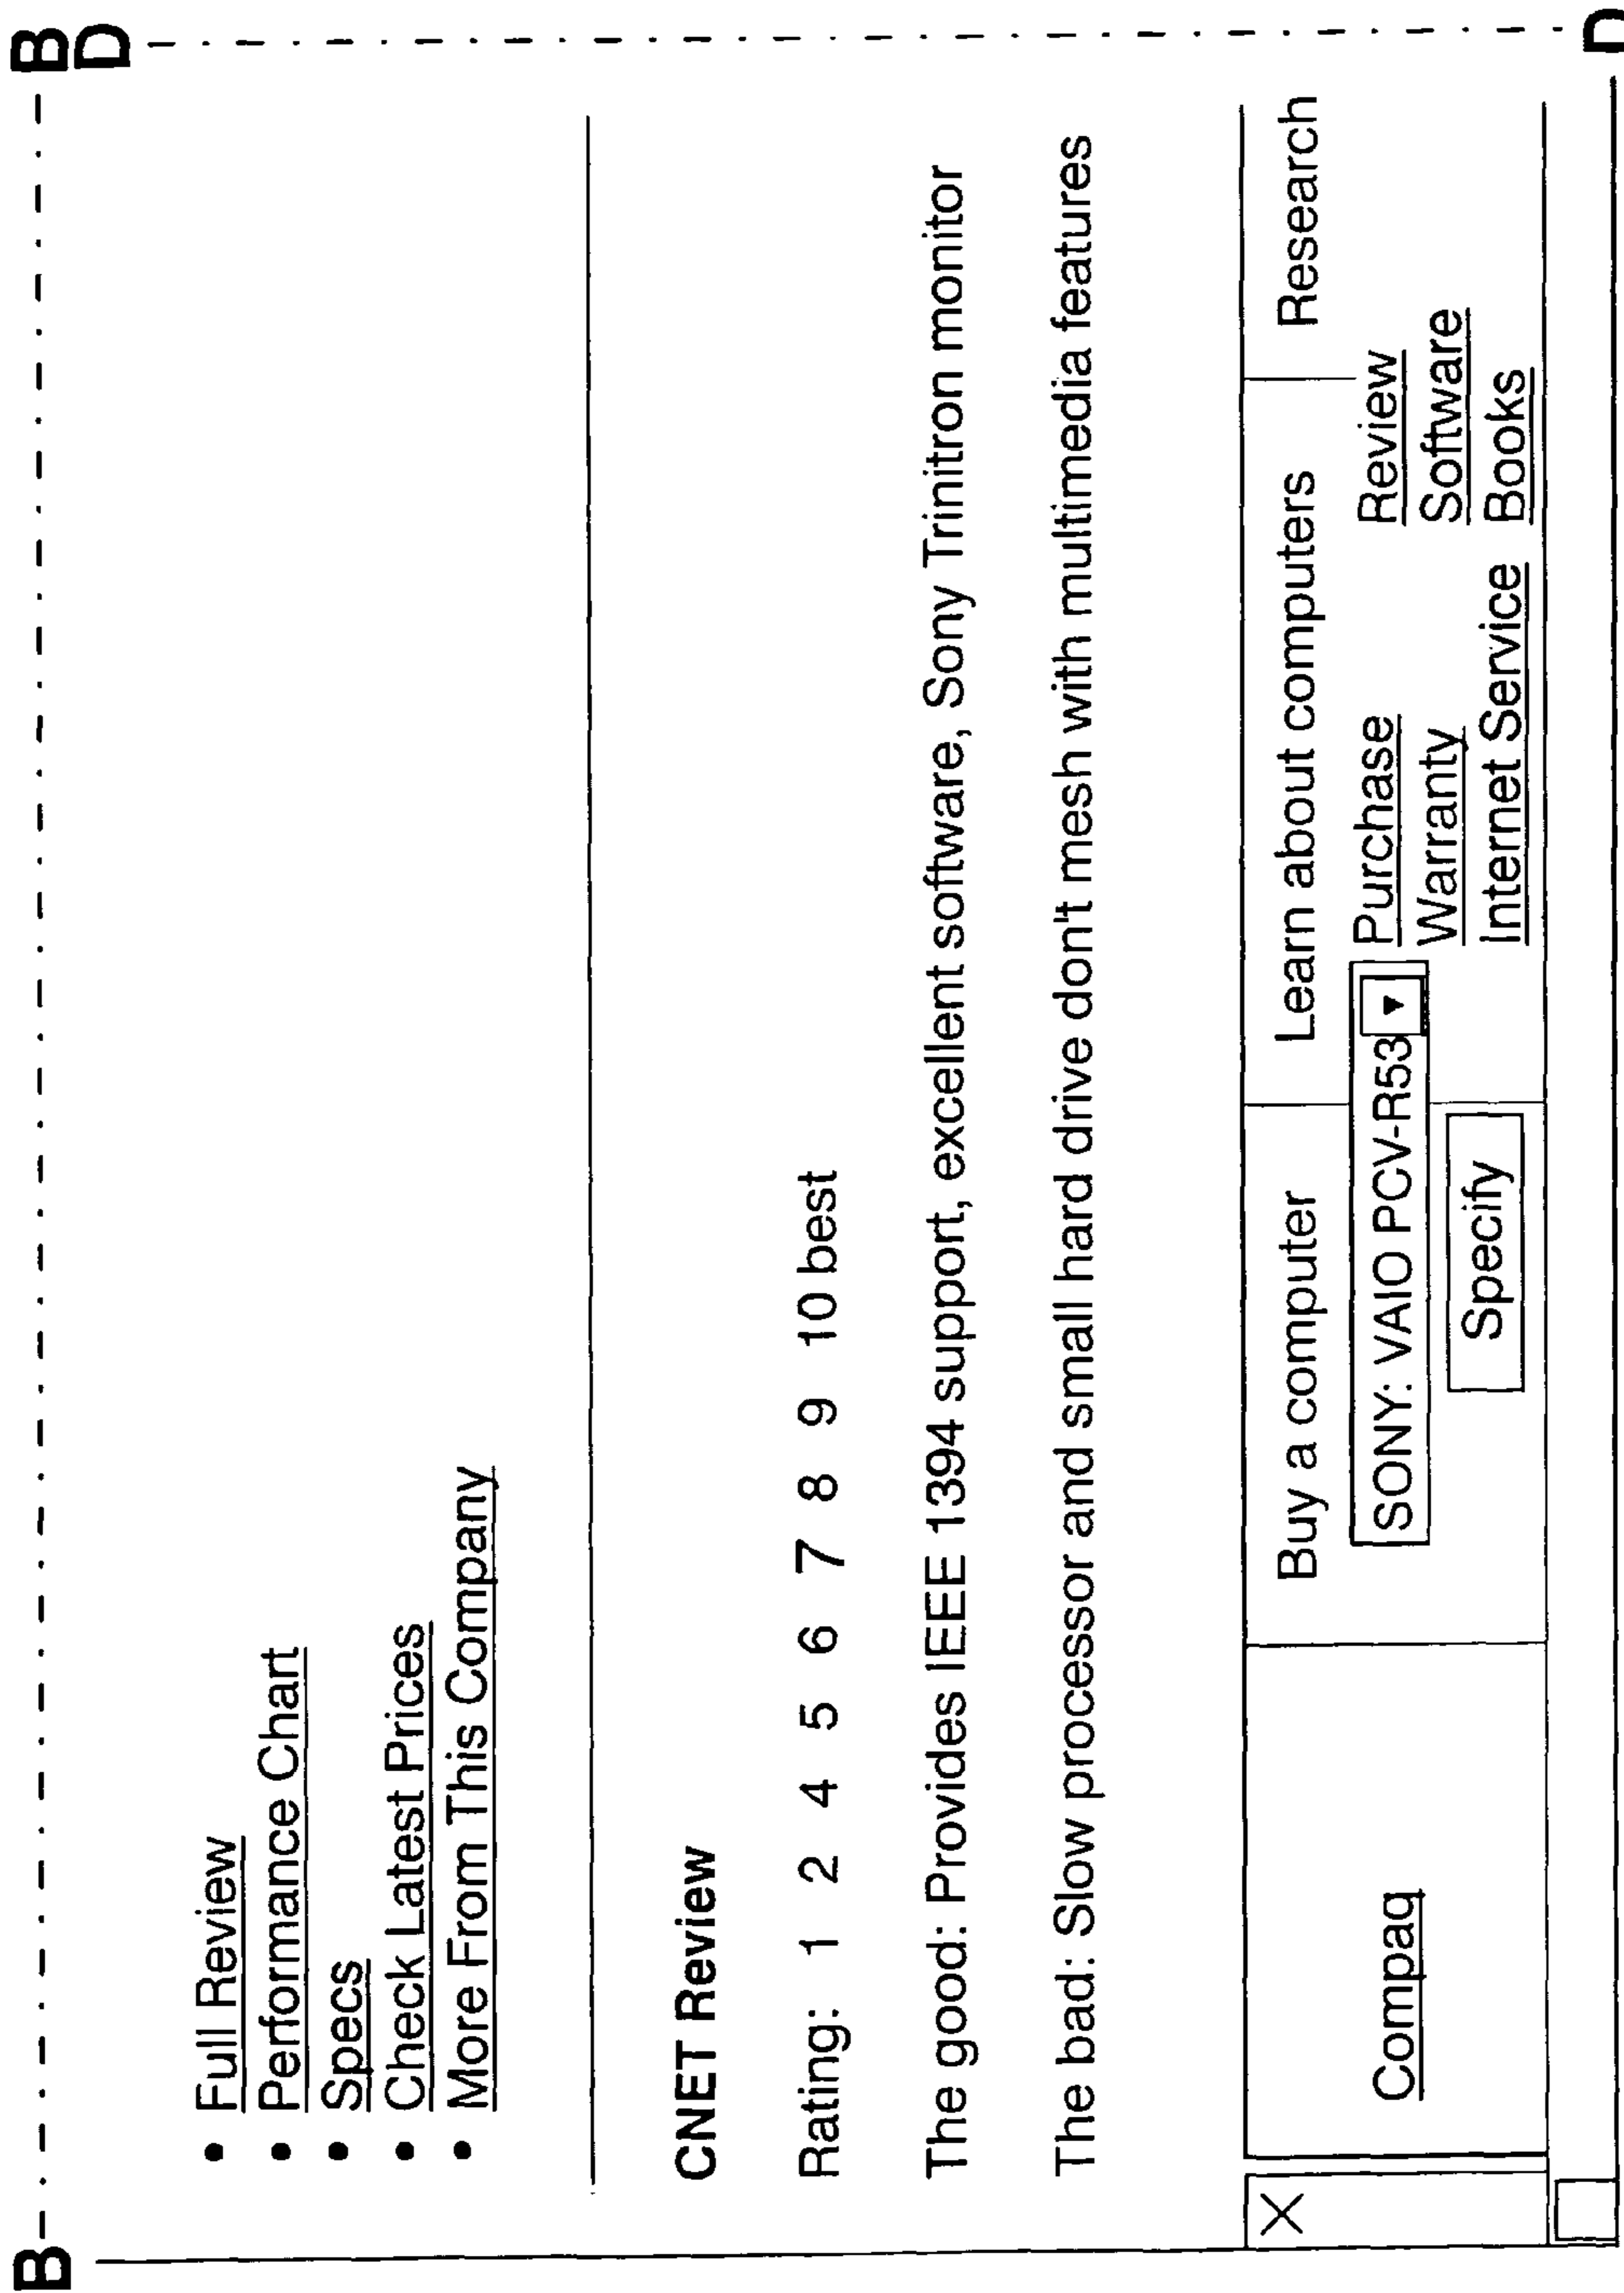 B B
D
• Full Review
• Performance Chart
• Specs
• Check Latest Prices
• More From This Company
CNET Review
Rating: 1 2 4 5 6 7 8 9 10 best
The good: Provides IEEE 1394 support, excellent software, Sony Trinitron monitor
The bad: Slow processor and small hard drive don't mesh with multimedia features
X Buy a computer Learn about computers Research
Compaq SONY: VAIO PCV-R53 ▼ Purchase Review
Warranty Software
Specify Internet Service Books
D